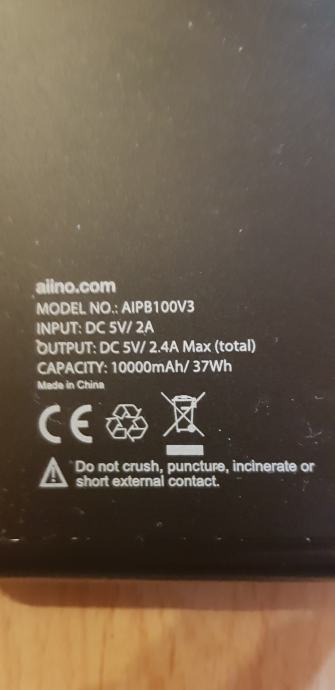 aiino.com
MODEL NO.: AIPB100V3
INPUT: DC 5V/ 2A
OUTPUT: DC 5V/ 2.4A Max (total)
CAPACITY: 10000mAh/ 37Wh
Made in China
CE
Do not crush, puncture, incinerate or
short external contact.